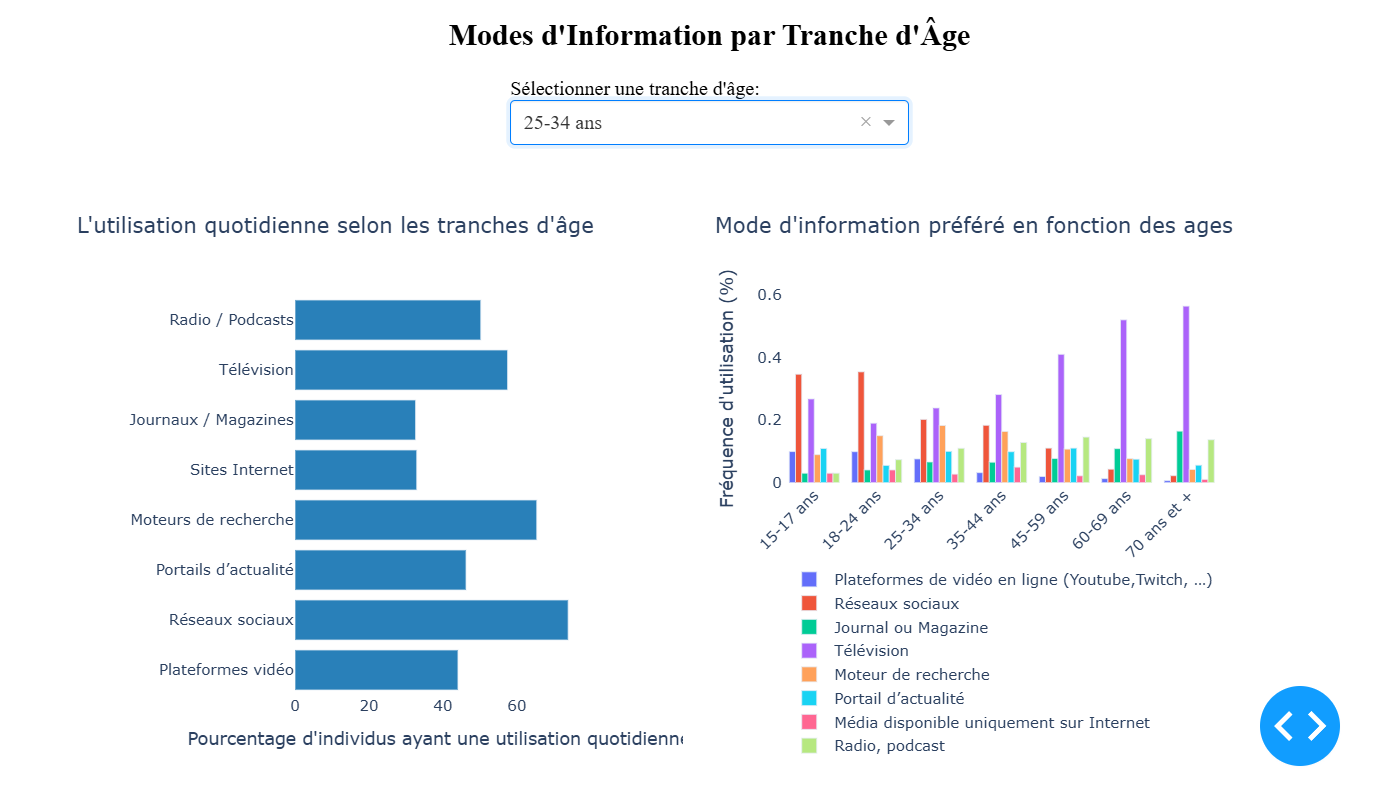 Modes d'Information par Tranche d'Âge
Sélectionner une tranche d'âge:
25-34 ans
L'utilisation quotidienne selon les tranches d'âge
Radio / Podcasts
Télévision
Journaux / Magazines
Sites Internet
Moteurs de recherche
Portails d’actualité
Réseaux sociaux
Plateformes vidéo
0 20 40 60
Pourcentage d'individus ayant une utilisation quotidienne
Mode d'information préféré en fonction des ages
Fréquence d'utilisation (%)
0.6
0.4
0.2
0
15-17 ans
18-24 ans
25-34 ans
35-44 ans
45-59 ans
60-69 ans
70 ans et +
Plateformes de vidéo en ligne (Youtube,Twitch, …)
Réseaux sociaux
Journal ou Magazine
Télévision
Moteur de recherche
Portail d’actualité
Média disponible uniquement sur Internet
Radio, podcast